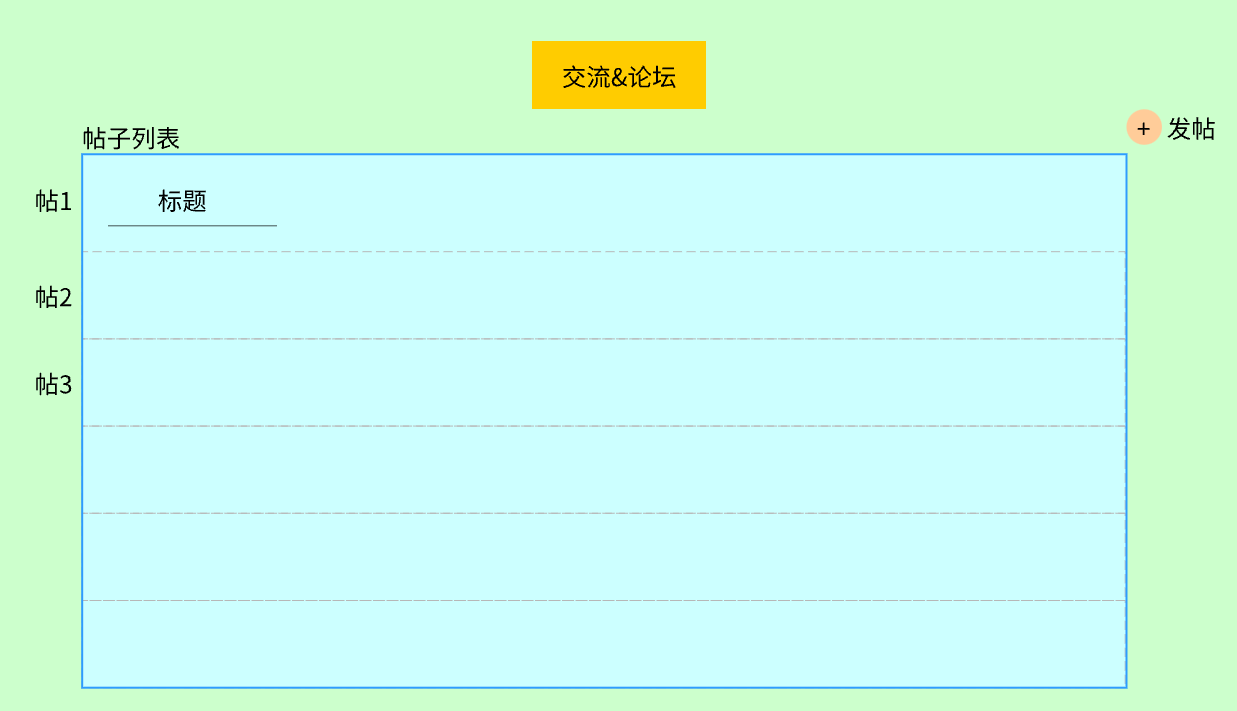 交流&论坛
+ 发帖
帖子列表
帖1 标题
帖2
帖3